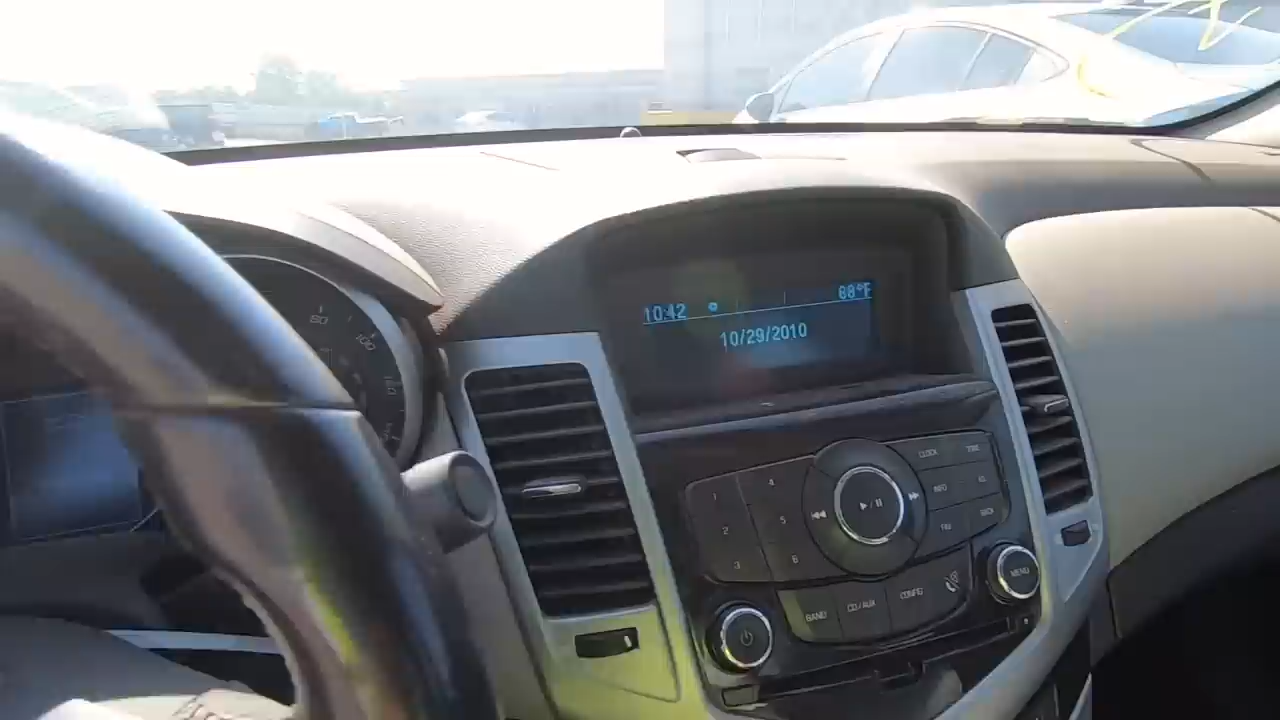 10:42 68°F
10/29/2010
80
100
1 4
2 5
3 6
CLOCK
INFO
FAV BACK
BAND CD/AUX CONFIG
MENU